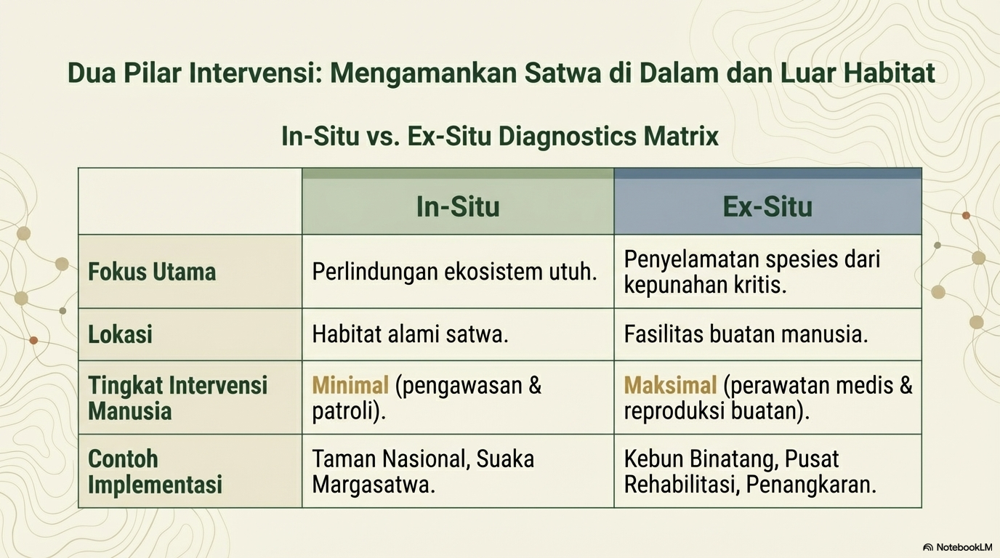 Dua Pilar Intervensi: Mengamankan Satwa di Dalam dan Luar Habitat
In-Situ vs. Ex-Situ Diagnostics Matrix
In-Situ
Ex-Situ
Fokus Utama
Perlindungan ekosistem utuh.
Penyelamatan spesies dari
kepunahan kritis.
Lokasi
Habitat alami satwa.
Fasilitas buatan manusia.
Tingkat Intervensi
Manusia
Minimal (pengawasan &
patroli).
Maksimal (perawatan medis &
reproduksi buatan).
Contoh
Implementasi
Taman Nasional, Suaka
Margasatwa.
Kebun Binatang, Pusat
Rehabilitasi, Penangkaran.
NotebookLM